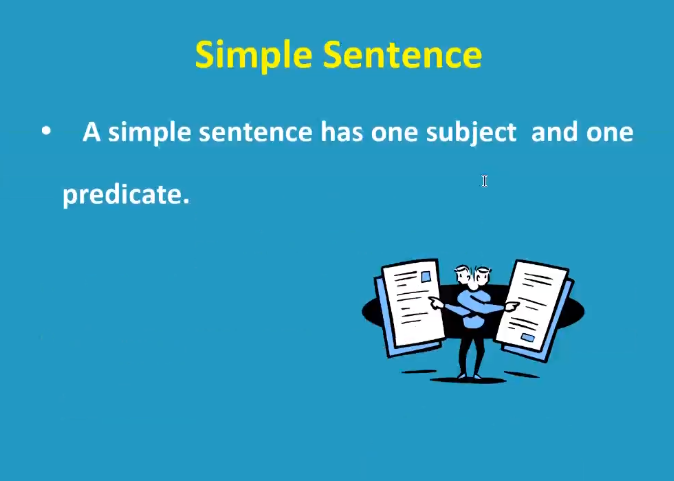 Simple Sentence
• A simple sentence has one subject and one
predicate.